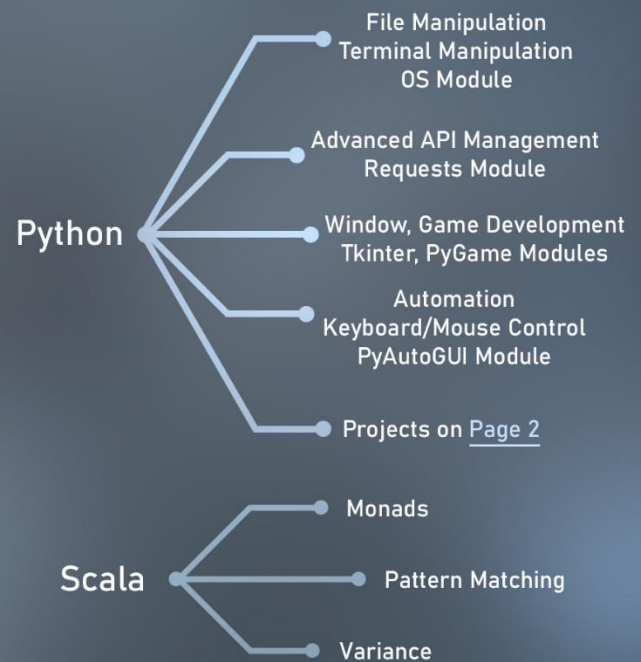 Python
File Manipulation
Terminal Manipulation
OS Module
Advanced API Management
Requests Module
Window, Game Development
Tkinter, PyGame Modules
Automation
Keyboard/Mouse Control
PyAutoGUI Module
Projects on Page 2
Scala
Monads
Pattern Matching
Variance